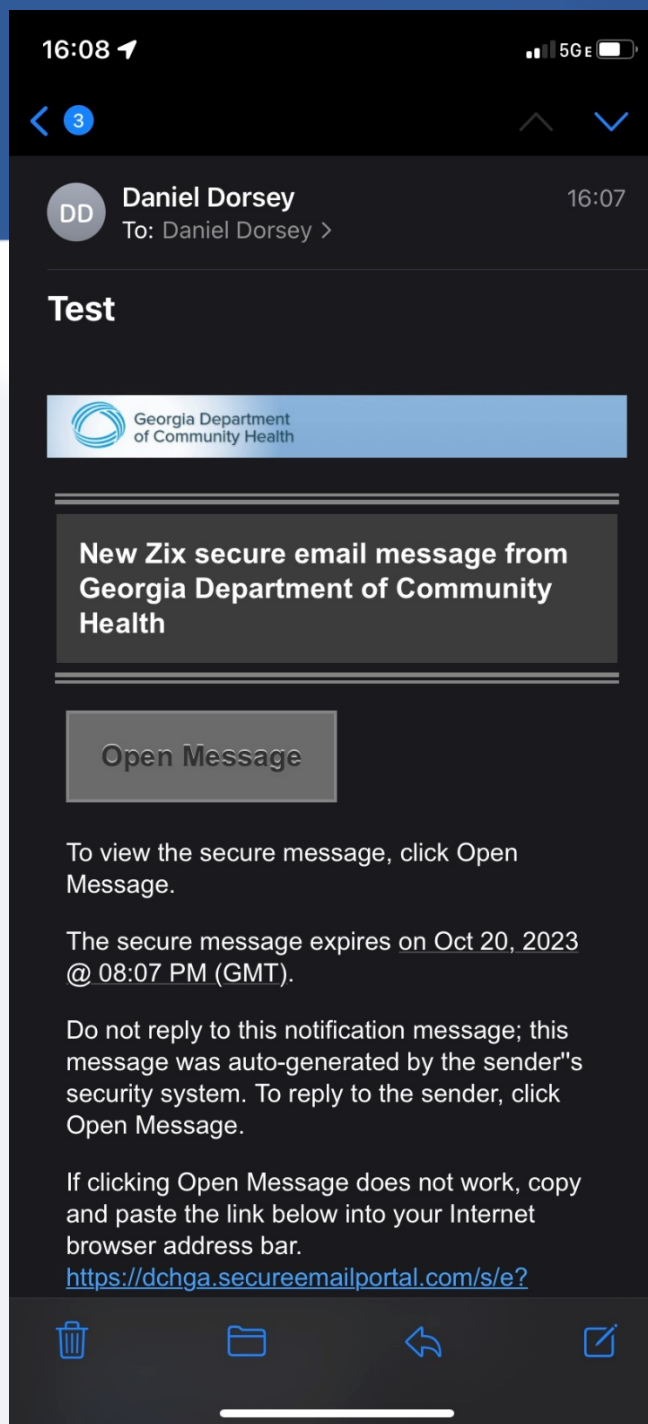 16:08
5GE
3
DD
Daniel Dorsey
16:07
To: Daniel Dorsey >
Test
Georgia Department
of Community Health
New Zix secure email message from
Georgia Department of Community
Health
Open Message
To view the secure message, click Open
Message.
The secure message expires on Oct 20, 2023
@ 08:07 PM (GMT).
Do not reply to this notification message; this
message was auto-generated by the sender''s
security system. To reply to the sender, click
Open Message.
If clicking Open Message does not work, copy
and paste the link below into your Internet
browser address bar.
https://dchga.secureemailportal.com/s/e?